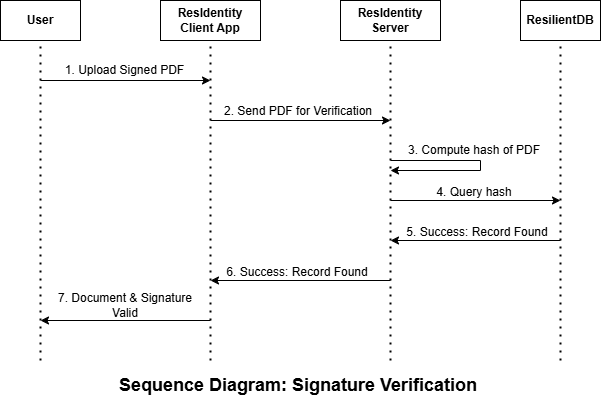 User
ResIdentity
Client App
ResIdentity
Server
ResilientDB
1. Upload Signed PDF
2. Send PDF for Verification
3. Compute hash of PDF
4. Query hash
5. Success: Record Found
6. Success: Record Found
7. Document & Signature
Valid
Sequence Diagram: Signature Verification